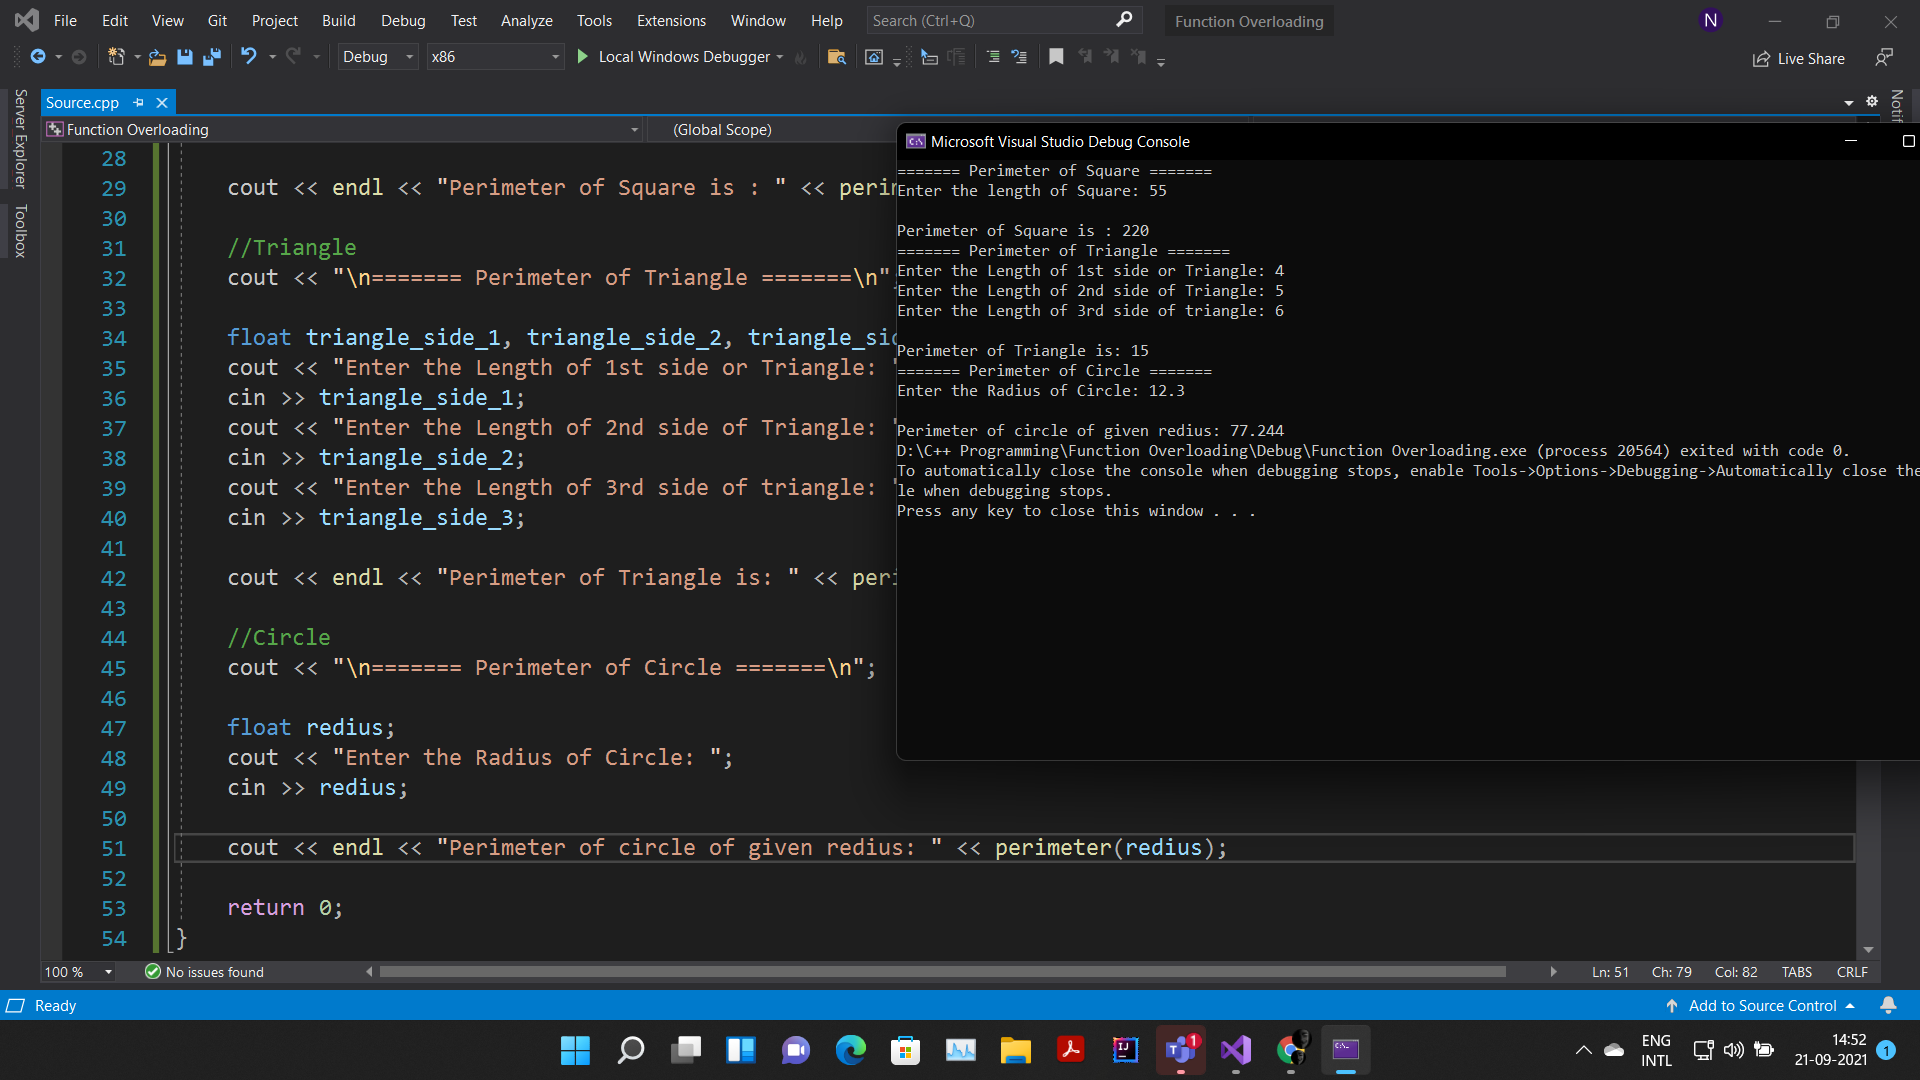 File Edit View Git Project Build Debug Test Analyze Tools Extensions Window Help Search (Ctrl+Q) Function Overloading N
Debug x86 Local Windows Debugger Live Share
Server Explorer
Toolbox
Source.cpp
Function Overloading (Global Scope)
28
29 cout << endl << "Perimeter of Square is : " <<
30
31 //Triangle
32 cout << "\n======= Perimeter of Triangle =======\n"
33
34 float triangle_side_1, triangle_side_2,
35 cout << "Enter the Length of 1st side or Triangle: "
36 cin >> triangle_side_1;
37 cout << "Enter the Length of 2nd side of Triangle: "
38 cin >> triangle_side_2;
39 cout << "Enter the Length of 3rd side of triangle: "
40 cin >> triangle_side_3;
41
42 cout << endl << "Perimeter of Triangle is: " <<
43
44 //Circle
45 cout << "\n======= Perimeter of Circle =======\n";
46
47 float redius;
48 cout << "Enter the Radius of Circle: ";
49 cin >> redius;
50
51 cout << endl << "Perimeter of circle of given redius: " << perimeter(redius);
52
53 return 0;
54 }
Microsoft Visual Studio Debug Console
======= Perimeter of Square =======
Enter the length of Square: 55
Perimeter of Square is : 220
======= Perimeter of Triangle =======
Enter the Length of 1st side or Triangle: 4
Enter the Length of 2nd side of Triangle: 5
Enter the Length of 3rd side of triangle: 6
Perimeter of Triangle is: 15
======= Perimeter of Circle =======
Enter the Radius of Circle: 12.3
Perimeter of circle of given redius: 77.244
D:\C++ Programming\Function Overloading\Debug\Function Overloading.exe (process 20564) exited with code 0.
To automatically close the console when debugging stops, enable Tools->Options->Debugging->Automatically close the
le when debugging stops.
Press any key to close this window . . .
100 % No issues found Ln: 51 Ch: 79 Col: 82 TABS CRLF
Ready Add to Source Control
ENG
INTL
14:52
21-09-2021
1